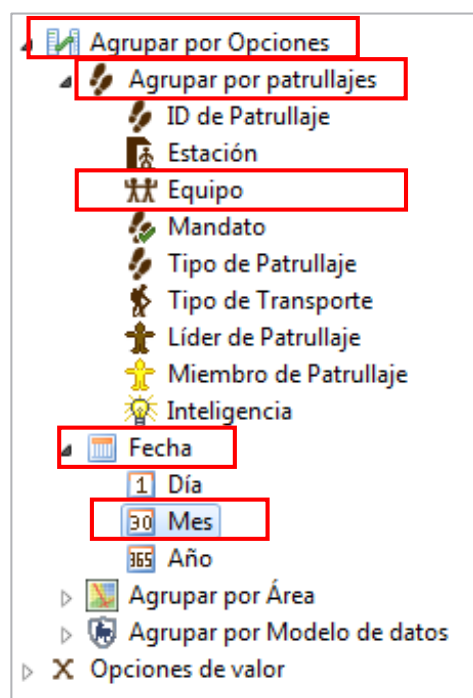 Agrupar por Opciones
Agrupar por patrullajes
ID de Patrullaje
Estación
Equipo
Mandato
Tipo de Patrullaje
Tipo de Transporte
Líder de Patrullaje
Miembro de Patrullaje
Inteligencia
Fecha
1 Día
30 Mes
365 Año
Agrupar por Área
Agrupar por Modelo de datos
Opciones de valor